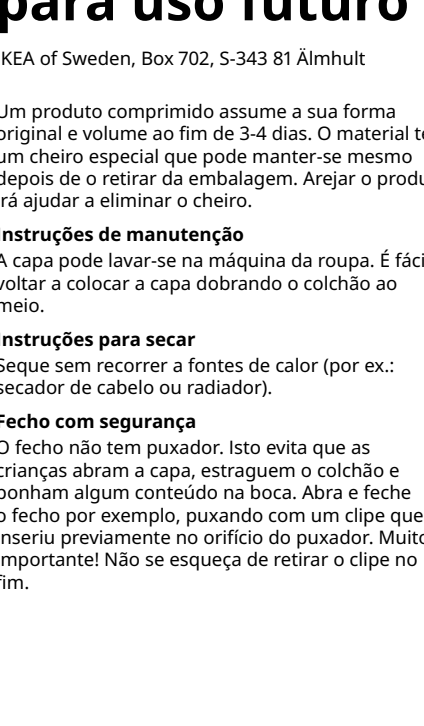 para uso futuro
IKEA of Sweden, Box 702, S-343 81 Älmhult
Um produto comprimido assume a sua forma
original e volume ao fim de 3-4 dias. O material te
um cheiro especial que pode manter-se mesmo
depois de o retirar da embalagem. Arejar o produ
irá ajudar a eliminar o cheiro.
Instruções de manutenção
A capa pode lavar-se na máquina da roupa. É fáci
voltar a colocar a capa dobrando o colchão ao
meio.
Instruções para secar
Seque sem recorrer a fontes de calor (por ex.:
secador de cabelo ou radiador).
Fecho com segurança
O fecho não tem puxador. Isto evita que as
crianças abram a capa, estraguem o colchão e
ponham algum conteúdo na boca. Abra e feche
o fecho por exemplo, puxando com um clipe que
inseriu previamente no orifício do puxador. Muito
importante! Não se esqueça de retirar o clipe no
fim.